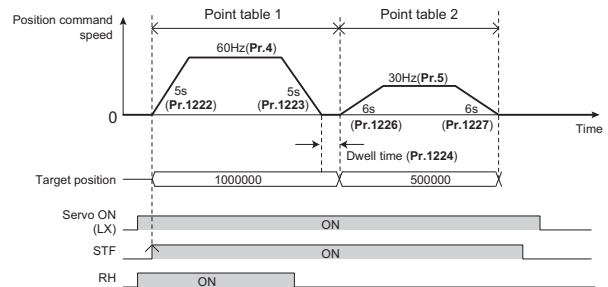 Position command
speed
Point table 1
Point table 2
60Hz(Pr.4)
30Hz(Pr.5)
5s
(Pr.1222)
5s
(Pr.1223)
6s
(Pr.1226)
6s
(Pr.1227)
0
Time
Dwell time (Pr.1224)
Target position
1000000
500000
Servo ON
(LX)
ON
STF
ON
RH
ON